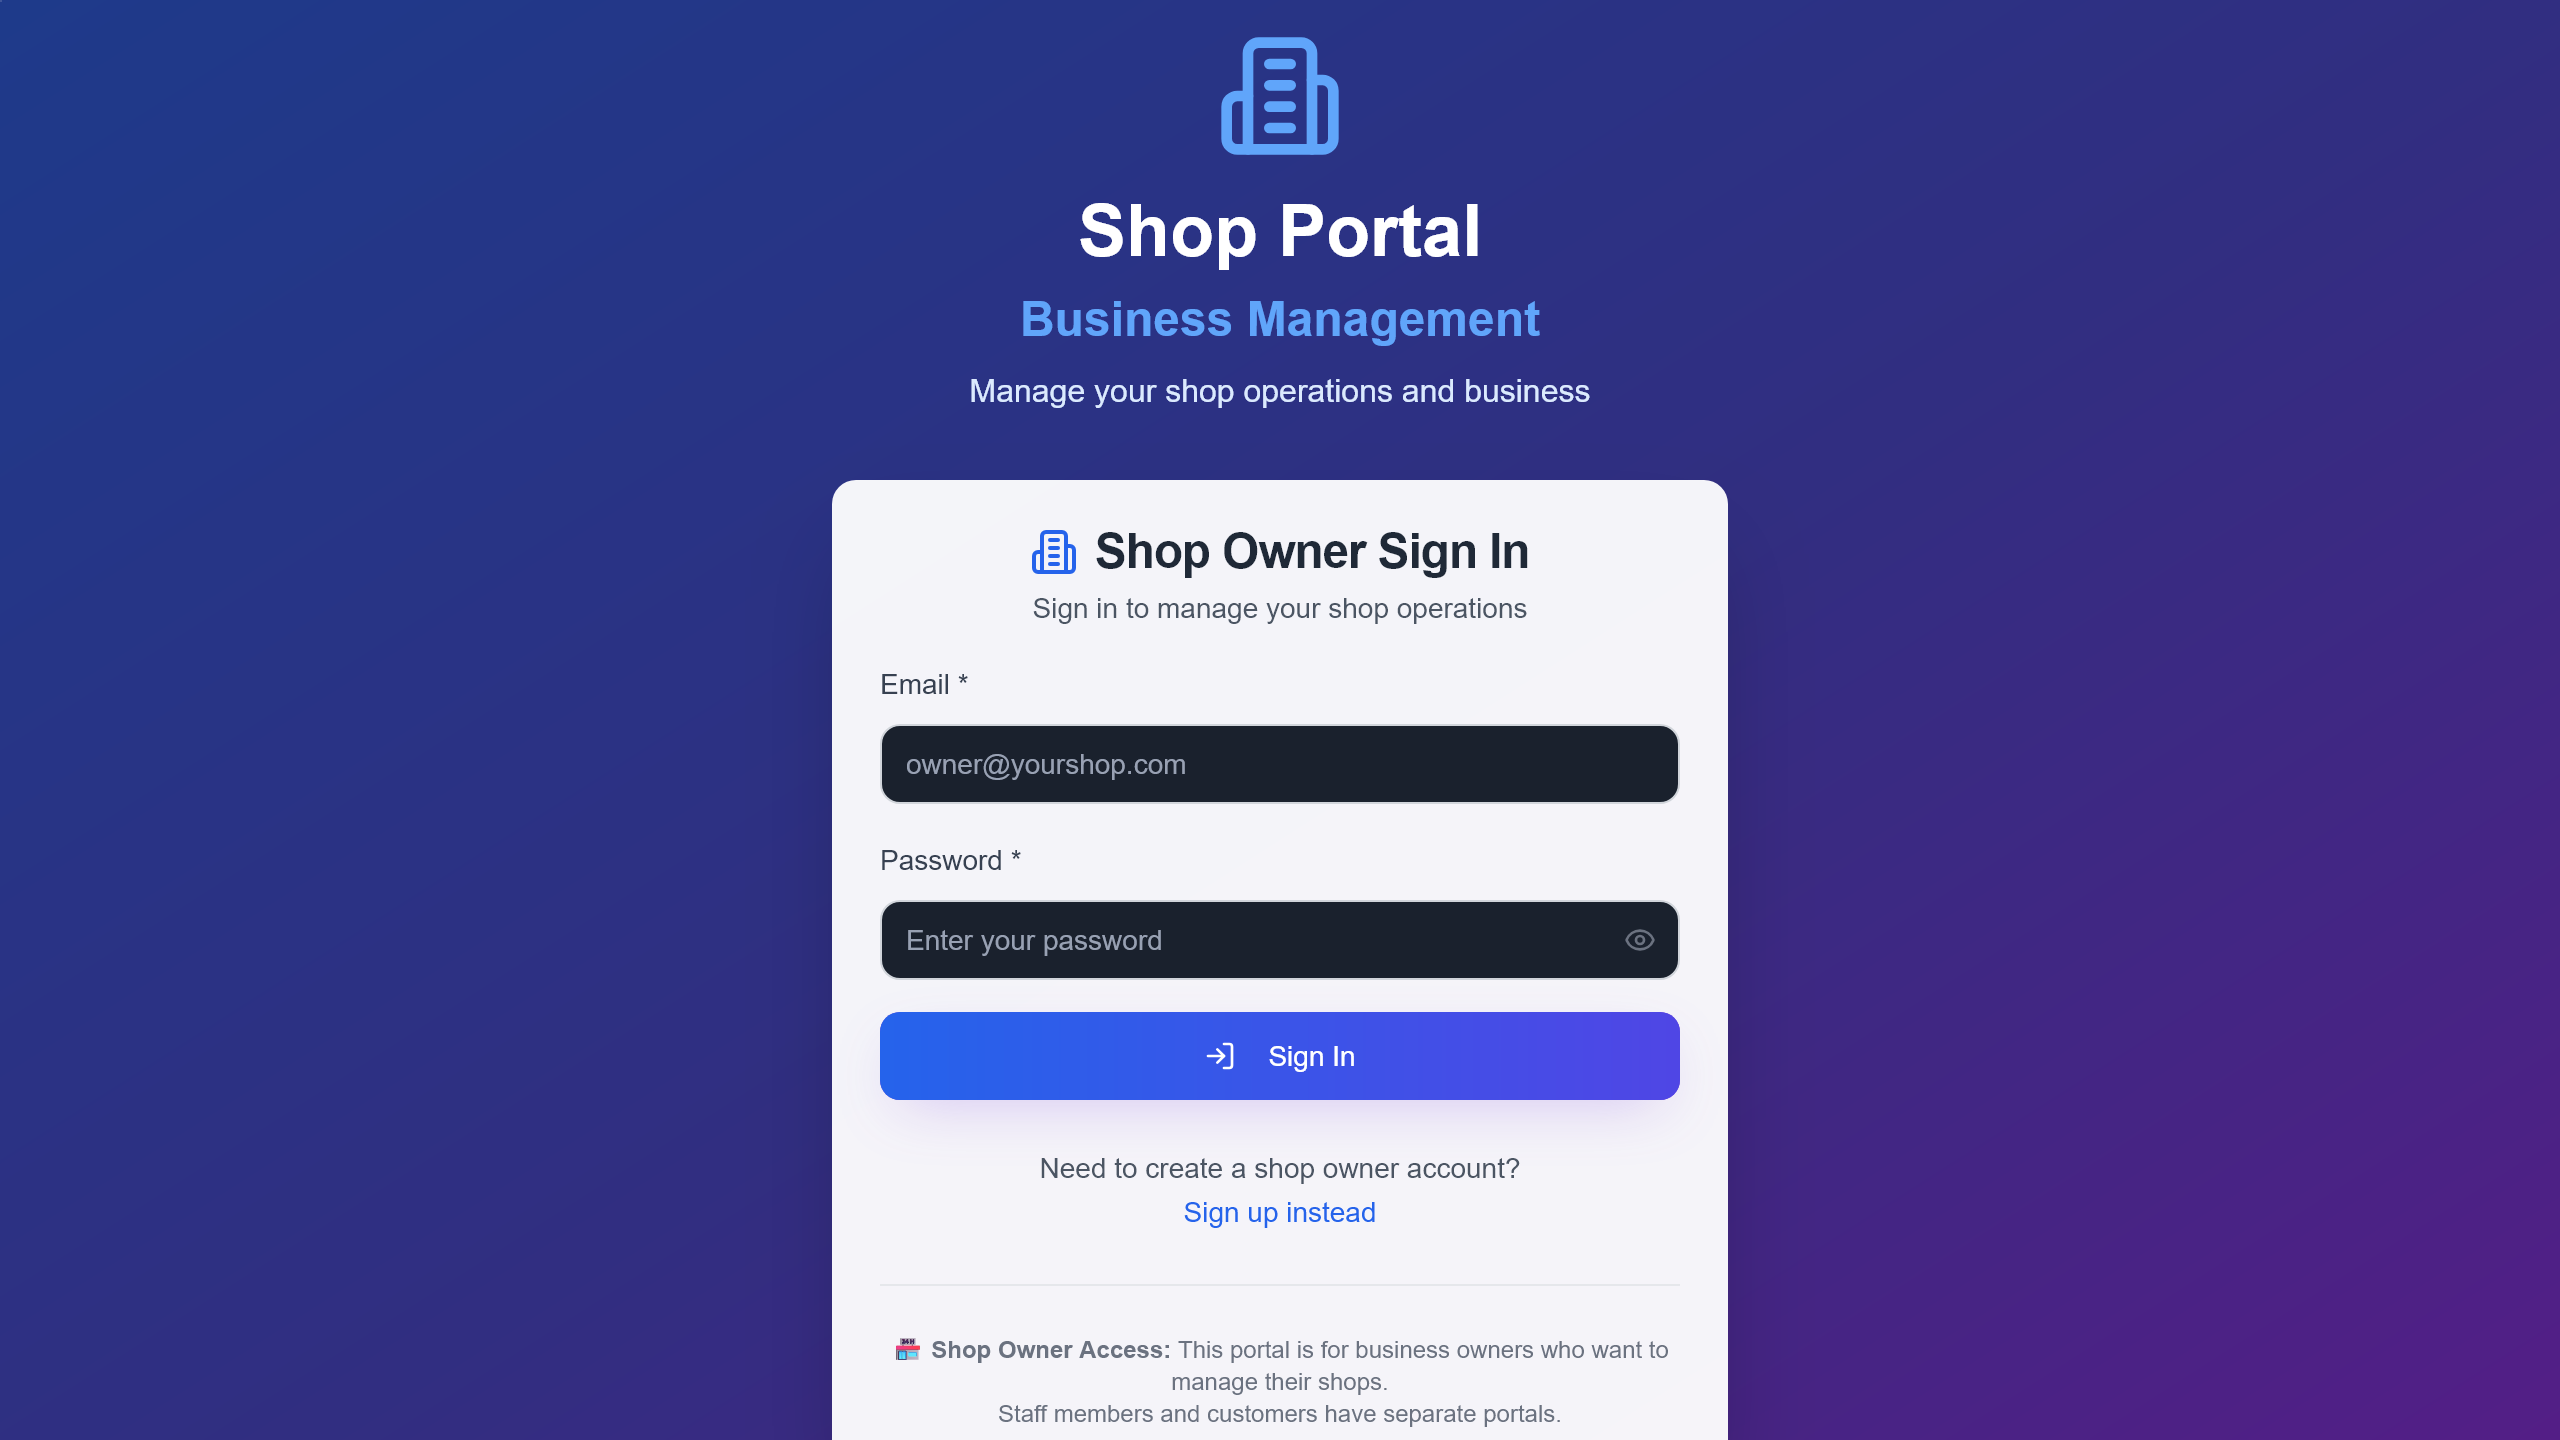 Shop Portal
Business Management
Manage your shop operations and business
Shop Owner Sign In
Sign in to manage your shop operations
Email *
owner@yourshop.com
Password *
Enter your password
Sign In
Need to create a shop owner account?
Sign up instead
🏪 Shop Owner Access: This portal is for business owners who want to
manage their shops.
Staff members and customers have separate portals.